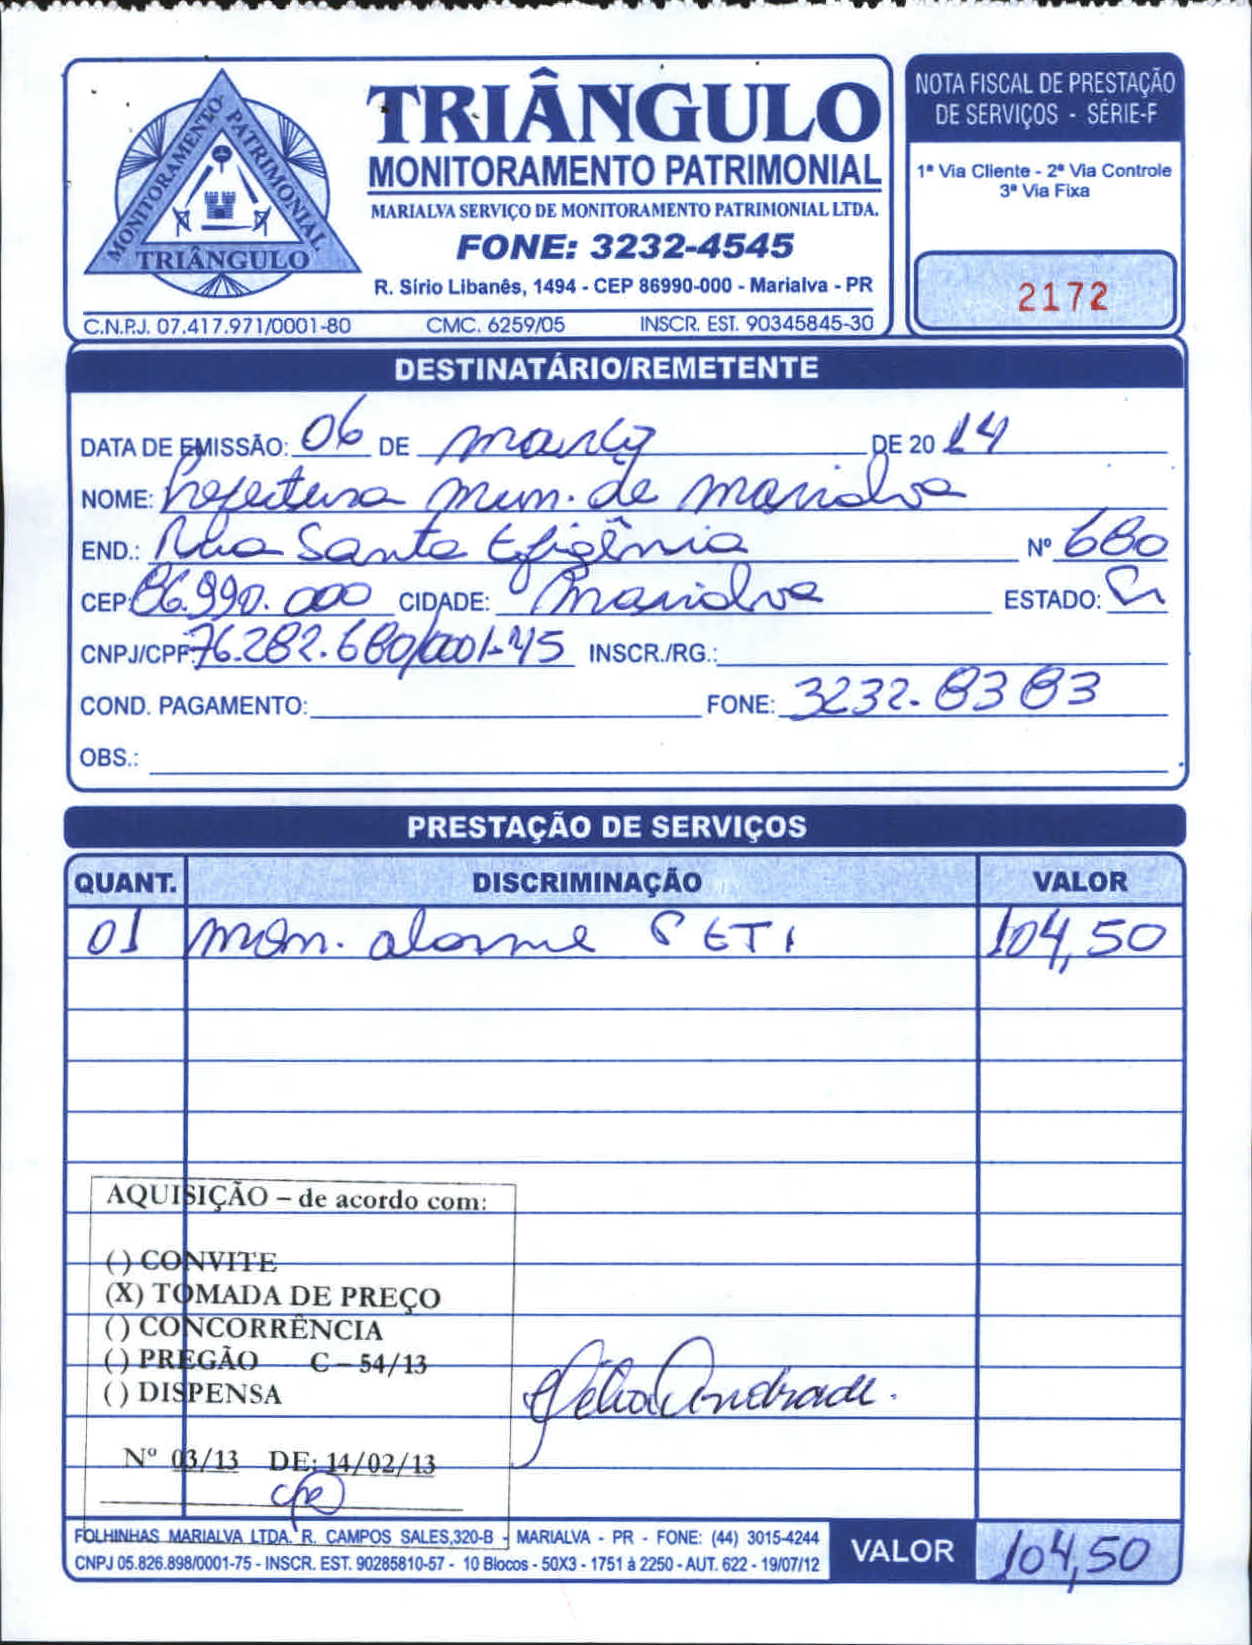 MONITORAMENTO PATRIMONIAL
TRIÂNGULO
TRIÂNGULO
MONITORAMENTO PATRIMONIAL
MARIALVA SERVIÇO DE MONITORAMENTO PATRIMONIAL LTDA.
FONE: 3232-4545
R. Sírio Libanês, 1494 - CEP 86990-000 - Marialva - PR
C.N.P.J. 07.417.971/0001-80 CMC. 6259/05 INSCR. EST. 90345845-30
NOTA FISCAL DE PRESTAÇÃO
DE SERVIÇOS - SÉRIE-F
1ª Via Cliente - 2ª Via Controle
3ª Via Fixa
2172
DESTINATÁRIO/REMETENTE
DATA DE EMISSÃO: 06 DE março DE 20 14
NOME: Prefeitura Mun. de Marialva
END.: Rua Santa Efigênia Nº 680
CEP: 86.990.000 CIDADE: Marialva ESTADO: Pr
CNPJ/CPF: 76.282.680/0001-45 INSCR./RG.:
COND. PAGAMENTO: FONE: 3232.8383
OBS.:
PRESTAÇÃO DE SERVIÇOS
QUANT. DISCRIMINAÇÃO VALOR
01 Mon. alarme PETI 104,50
AQUISIÇÃO – de acordo com:
( ) CONVITE
(X) TOMADA DE PREÇO
( ) CONCORRÊNCIA
( ) PREGÃO C – 54/13
( ) DISPENSA
Nº 03/13 DE: 14/02/13
Andrade.
FOLHINHAS MARIALVA LTDA. R. CAMPOS SALES,320-B - MARIALVA - PR - FONE: (44) 3015-4244
CNPJ 05.826.898/0001-75 - INSCR. EST. 90285810-57 - 10 Blocos - 50X3 - 1751 à 2250 - AUT. 622 - 19/07/12
VALOR 104,50